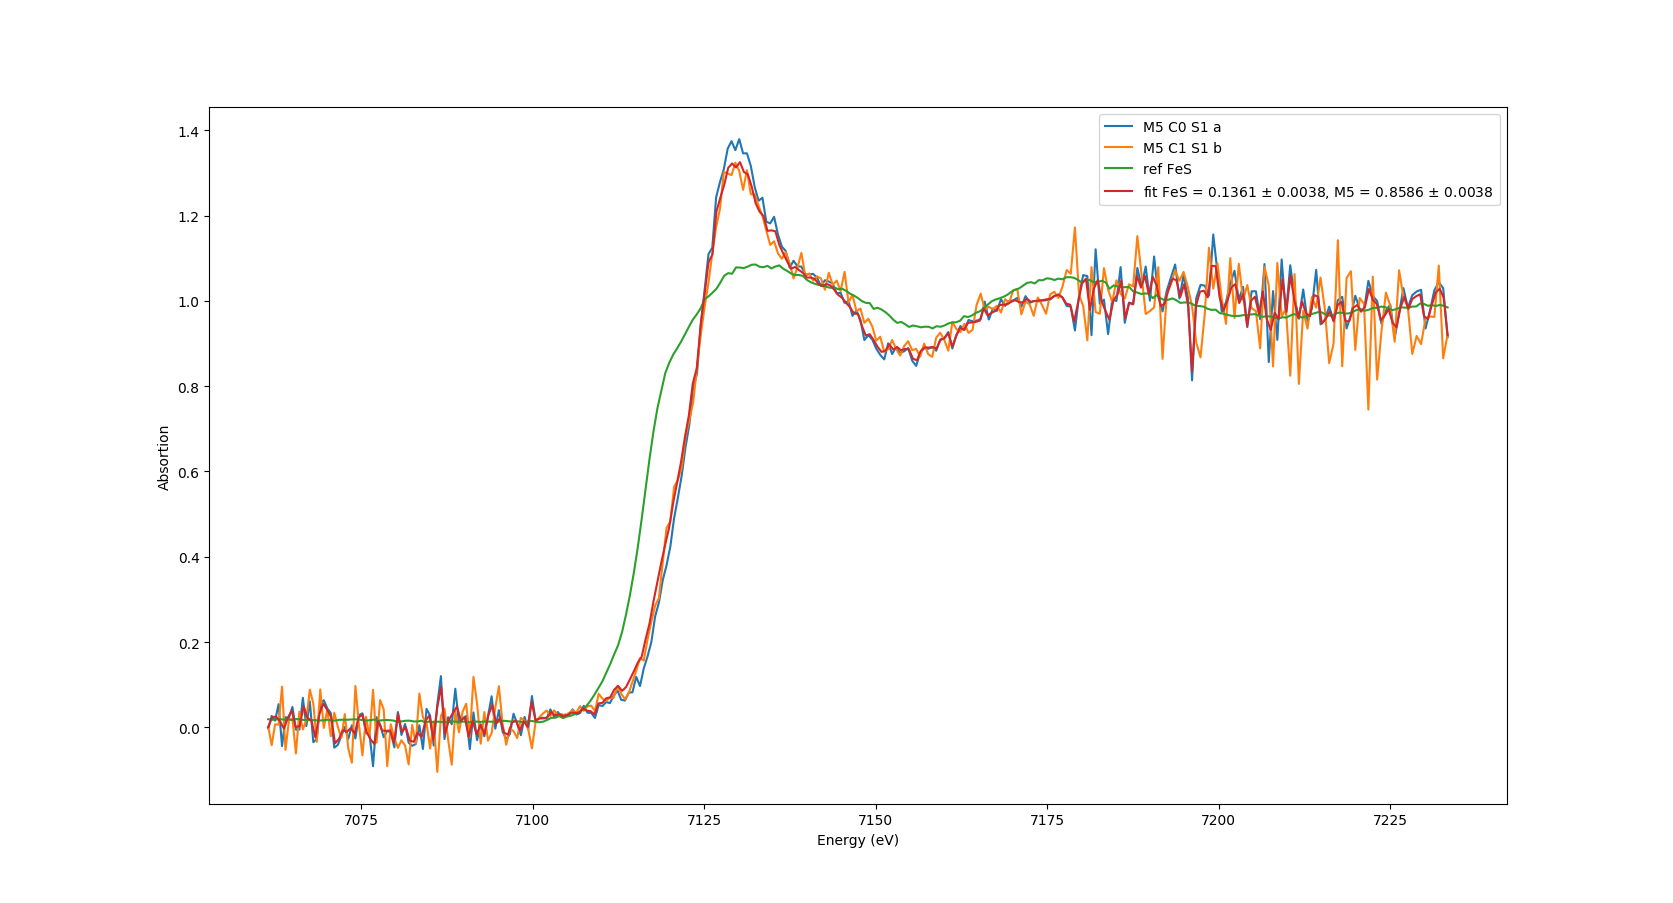 M5 C0 S1 a
M5 C1 S1 b
ref FeS
fit FeS = 0.1361 ± 0.0038, M5 = 0.8586 ± 0.0038
1.4
1.2
1.0
0.8
0.6
0.4
0.2
0.0
Absortion
7075 7100 7125 7150 7175 7200 7225
Energy (eV)